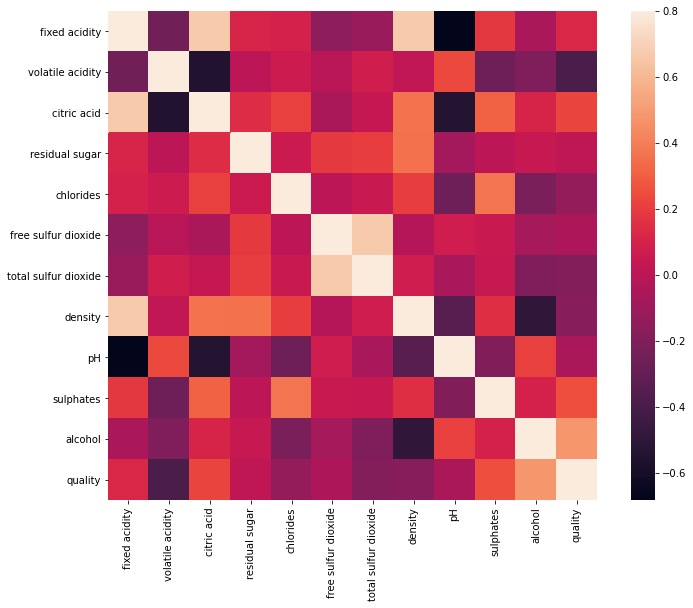 fixed acidity
volatile acidity
citric acid
residual sugar
chlorides
free sulfur dioxide
total sulfur dioxide
density
pH
sulphates
alcohol
quality
fixed acidity
volatile acidity
citric acid
residual sugar
chlorides
free sulfur dioxide
total sulfur dioxide
density
pH
sulphates
alcohol
quality
0.8
0.6
0.4
0.2
0.0
−0.2
−0.4
−0.6